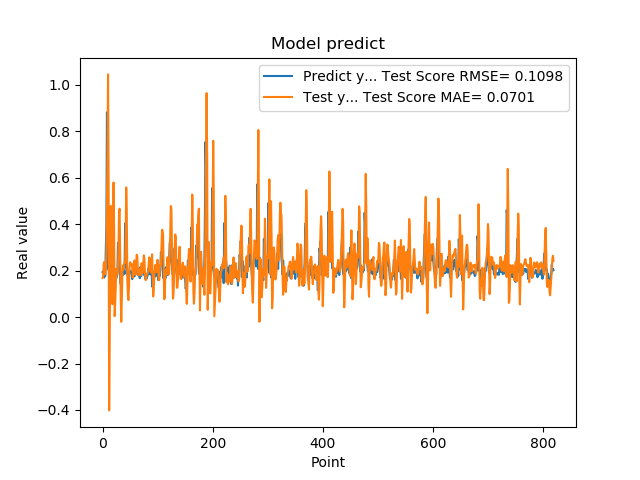 Model predict
Predict y... Test Score RMSE= 0.1098
Test y... Test Score MAE= 0.0701
1.0
0.8
0.6
0.4
0.2
0.0
−0.2
−0.4
Real value
0 200 400 600 800
Point